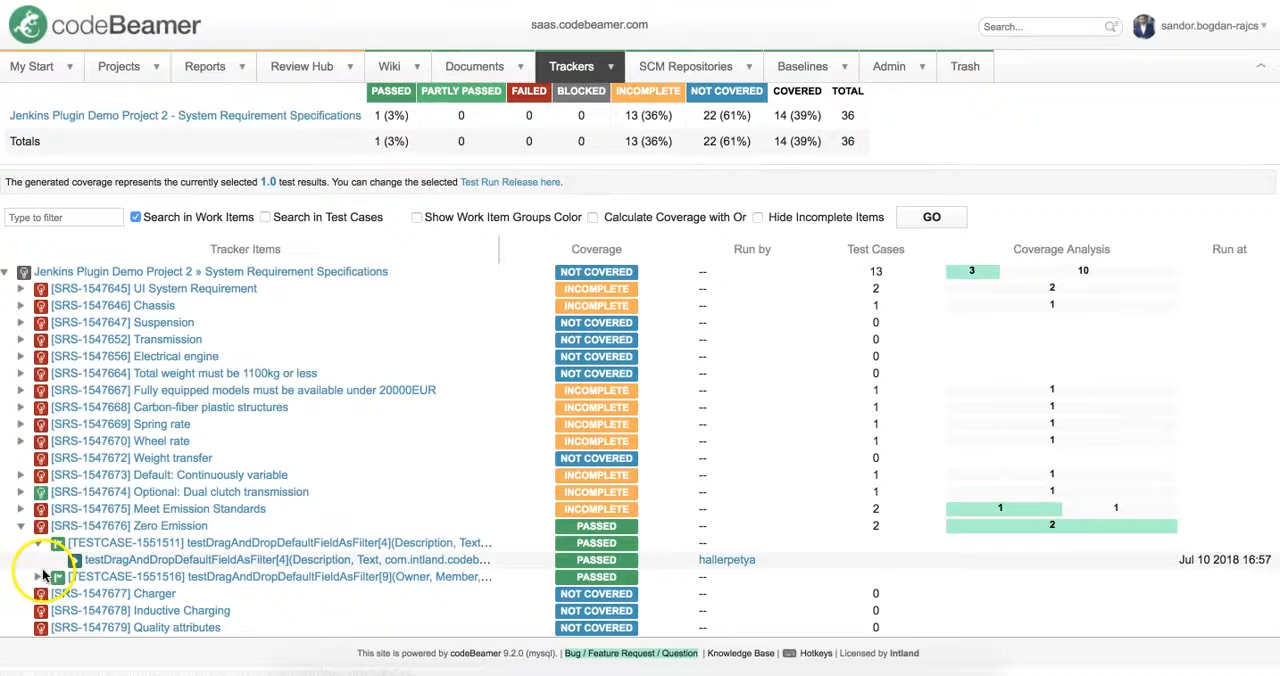 codeBeamer saas.codebeamer.com Search... sandor.bogdan-rajcs
My Start Projects Reports Review Hub Wiki Documents Trackers SCM Repositories Baselines Admin Trash
PASSED PARTLY PASSED FAILED BLOCKED INCOMPLETE NOT COVERED COVERED TOTAL
Jenkins Plugin Demo Project 2 - System Requirement Specifications 1 (3%) 0 0 0 13 (36%) 22 (61%) 14 (39%) 36
Totals 1 (3%) 0 0 0 13 (36%) 22 (61%) 14 (39%) 36
The generated coverage represents the currently selected 1.0 test results. You can change the selected Test Run Release here.
Type to filter Search in Work Items Search in Test Cases Show Work Item Groups Color Calculate Coverage with Or Hide Incomplete Items GO
Tracker Items Coverage Run by Test Cases Coverage Analysis Run at
Jenkins Plugin Demo Project 2 » System Requirement Specifications NOT COVERED -- 13 3 10
[SRS-1547645] UI System Requirement INCOMPLETE -- 2 2
[SRS-1547646] Chassis INCOMPLETE -- 1 1
[SRS-1547647] Suspension NOT COVERED -- 0
[SRS-1547652] Transmission NOT COVERED -- 0
[SRS-1547656] Electrical engine NOT COVERED -- 0
[SRS-1547664] Total weight must be 1100kg or less NOT COVERED -- 0
[SRS-1547667] Fully equipped models must be available under 20000EUR INCOMPLETE -- 1 1
[SRS-1547668] Carbon-fiber plastic structures INCOMPLETE -- 1 1
[SRS-1547669] Spring rate INCOMPLETE -- 1 1
[SRS-1547670] Wheel rate INCOMPLETE -- 1 1
[SRS-1547672] Weight transfer NOT COVERED -- 0
[SRS-1547673] Default: Continuously variable INCOMPLETE -- 1 1
[SRS-1547674] Optional: Dual clutch transmission INCOMPLETE -- 1 1
[SRS-1547675] Meet Emission Standards INCOMPLETE -- 2 1 1
[SRS-1547676] Zero Emission PASSED -- 2 2
[TESTCASE-1551511] testDragAndDropDefaultFieldAsFilter[4](Description, Text... PASSED --
testDragAndDropDefaultFieldAsFilter[4](Description, Text, com.intland.codeb... PASSED hallerpetya Jul 10 2018 16:57
[TESTCASE-1551516] testDragAndDropDefaultFieldAsFilter[9](Owner, Member,... PASSED --
[SRS-1547677] Charger NOT COVERED -- 0
[SRS-1547678] Inductive Charging NOT COVERED -- 0
[SRS-1547679] Quality attributes NOT COVERED -- 0
This site is powered by codeBeamer 9.2.0 (mysql). | Bug / Feature Request / Question | Knowledge Base | Hotkeys | Licensed by Intland